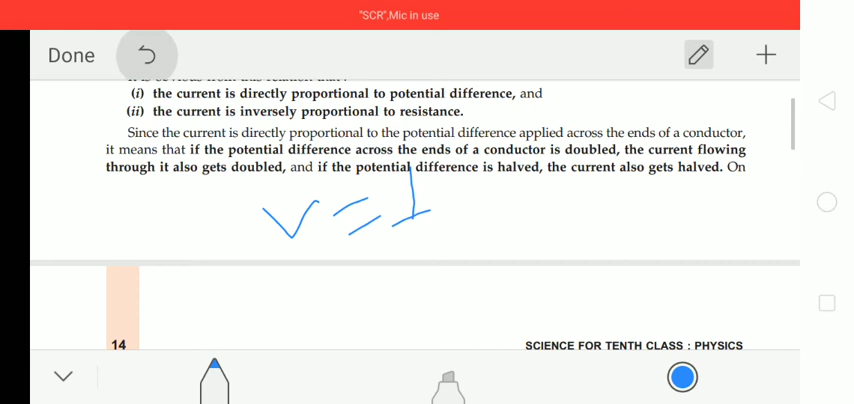 "SCR",Mic in use
Done
(i) the current is directly proportional to potential difference, and
(ii) the current is inversely proportional to resistance.
Since the current is directly proportional to the potential difference applied across the ends of a conductor,
it means that if the potential difference across the ends of a conductor is doubled, the current flowing
through it also gets doubled, and if the potential difference is halved, the current also gets halved. On
V = I
14
SCIENCE FOR TENTH CLASS : PHYSICS